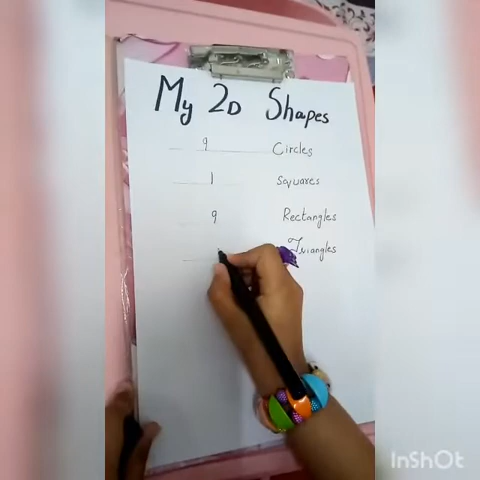 My 2D Shapes
9 Circles
1 Squares
9 Rectangles
Triangles
InShOt